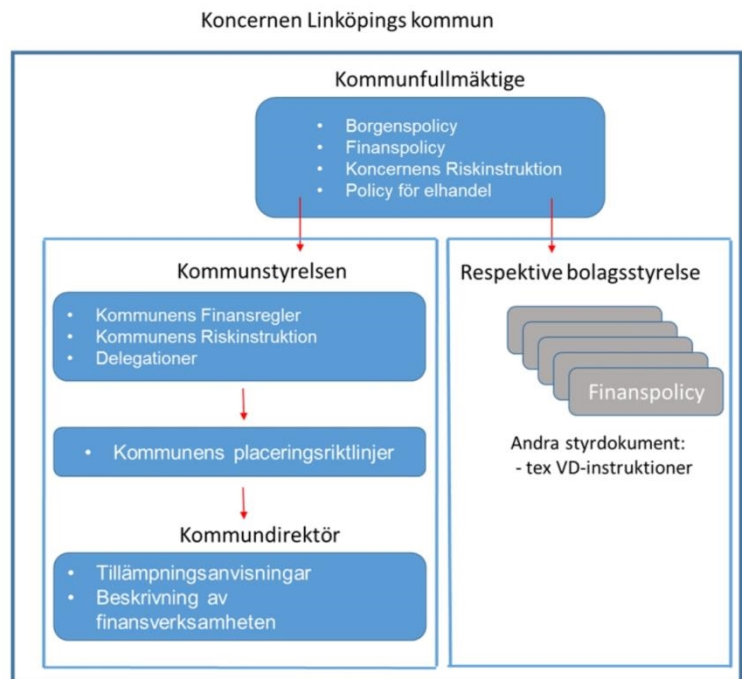 Koncernen Linköpings kommun
Kommunfullmäktige
• Borgenspolicy
• Finanspolicy
• Koncernens Riskinstruktion
• Policy för elhandel
Kommunstyrelsen
• Kommunens Finansregler
• Kommunens Riskinstruktion
• Delegationer
• Kommunens placeringsriktlinjer
Kommundirektör
• Tillämpningsanvisningar
• Beskrivning av
finansverksamheten
Respektive bolagsstyrelse
Finanspolicy
Andra styrdokument:
- tex VD-instruktioner